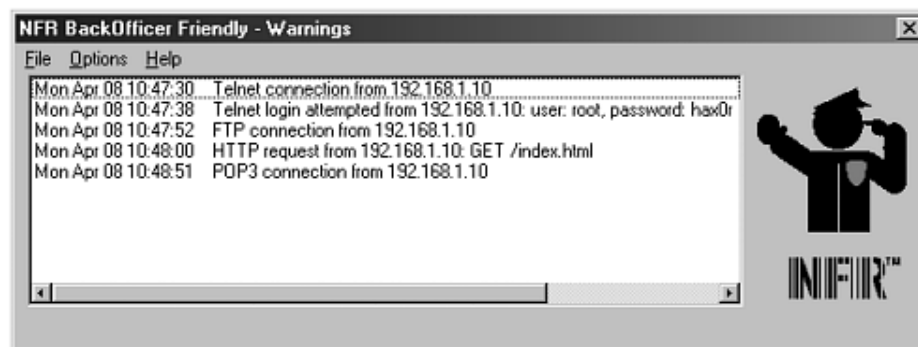 NFR BackOfficer Friendly - Warnings
File Options Help
Mon Apr 08 10:47:30 Telnet connection from 192.168.1.10
Mon Apr 08 10:47:38 Telnet login attempted from 192.168.1.10: user: root, password: hax0r
Mon Apr 08 10:47:52 FTP connection from 192.168.1.10
Mon Apr 08 10:48:00 HTTP request from 192.168.1.10: GET /index.html
Mon Apr 08 10:48:51 POP3 connection from 192.168.1.10
NFR™